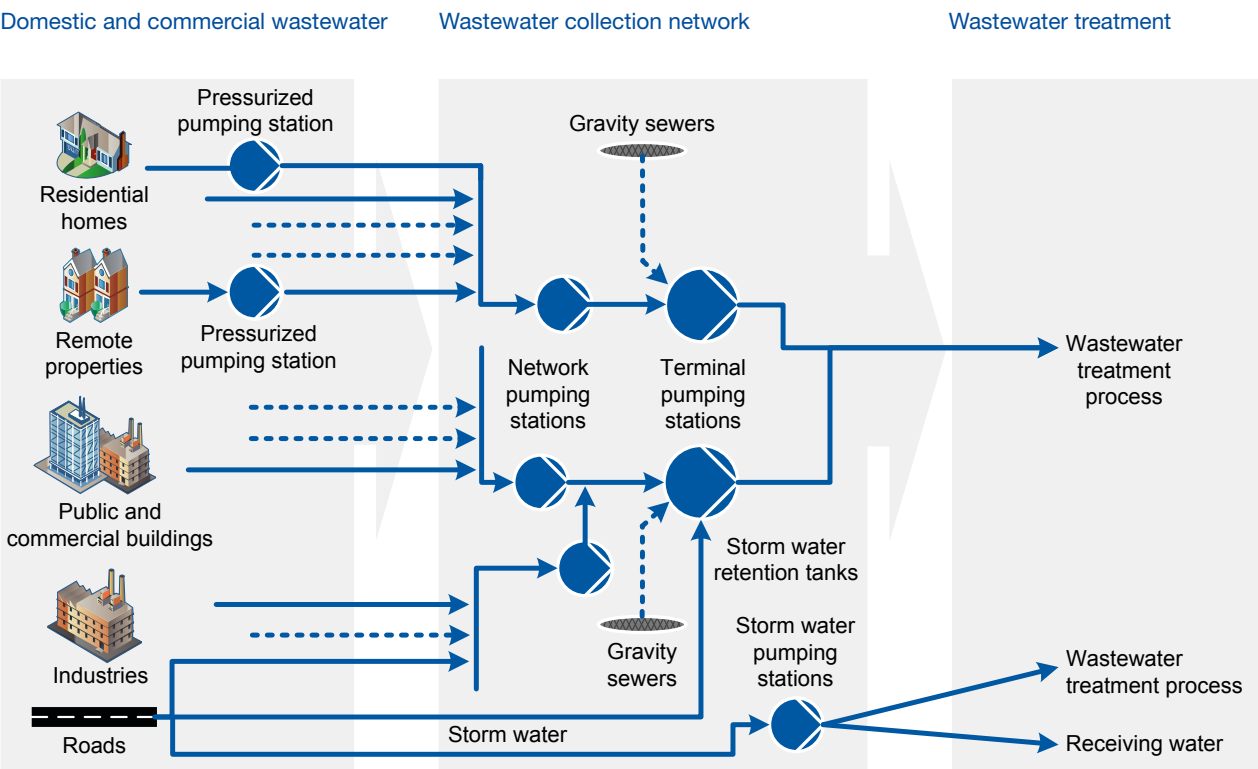 Domestic and commercial wastewater
Wastewater collection network
Wastewater treatment
Pressurized
pumping station
Residential
homes
Remote
properties
Pressurized
pumping station
Public and
commercial buildings
Industries
Roads
Gravity sewers
Network
pumping
stations
Terminal
pumping
stations
Storm water
retention tanks
Gravity
sewers
Storm water
pumping
stations
Storm water
Wastewater
treatment
process
Wastewater
treatment process
Receiving water